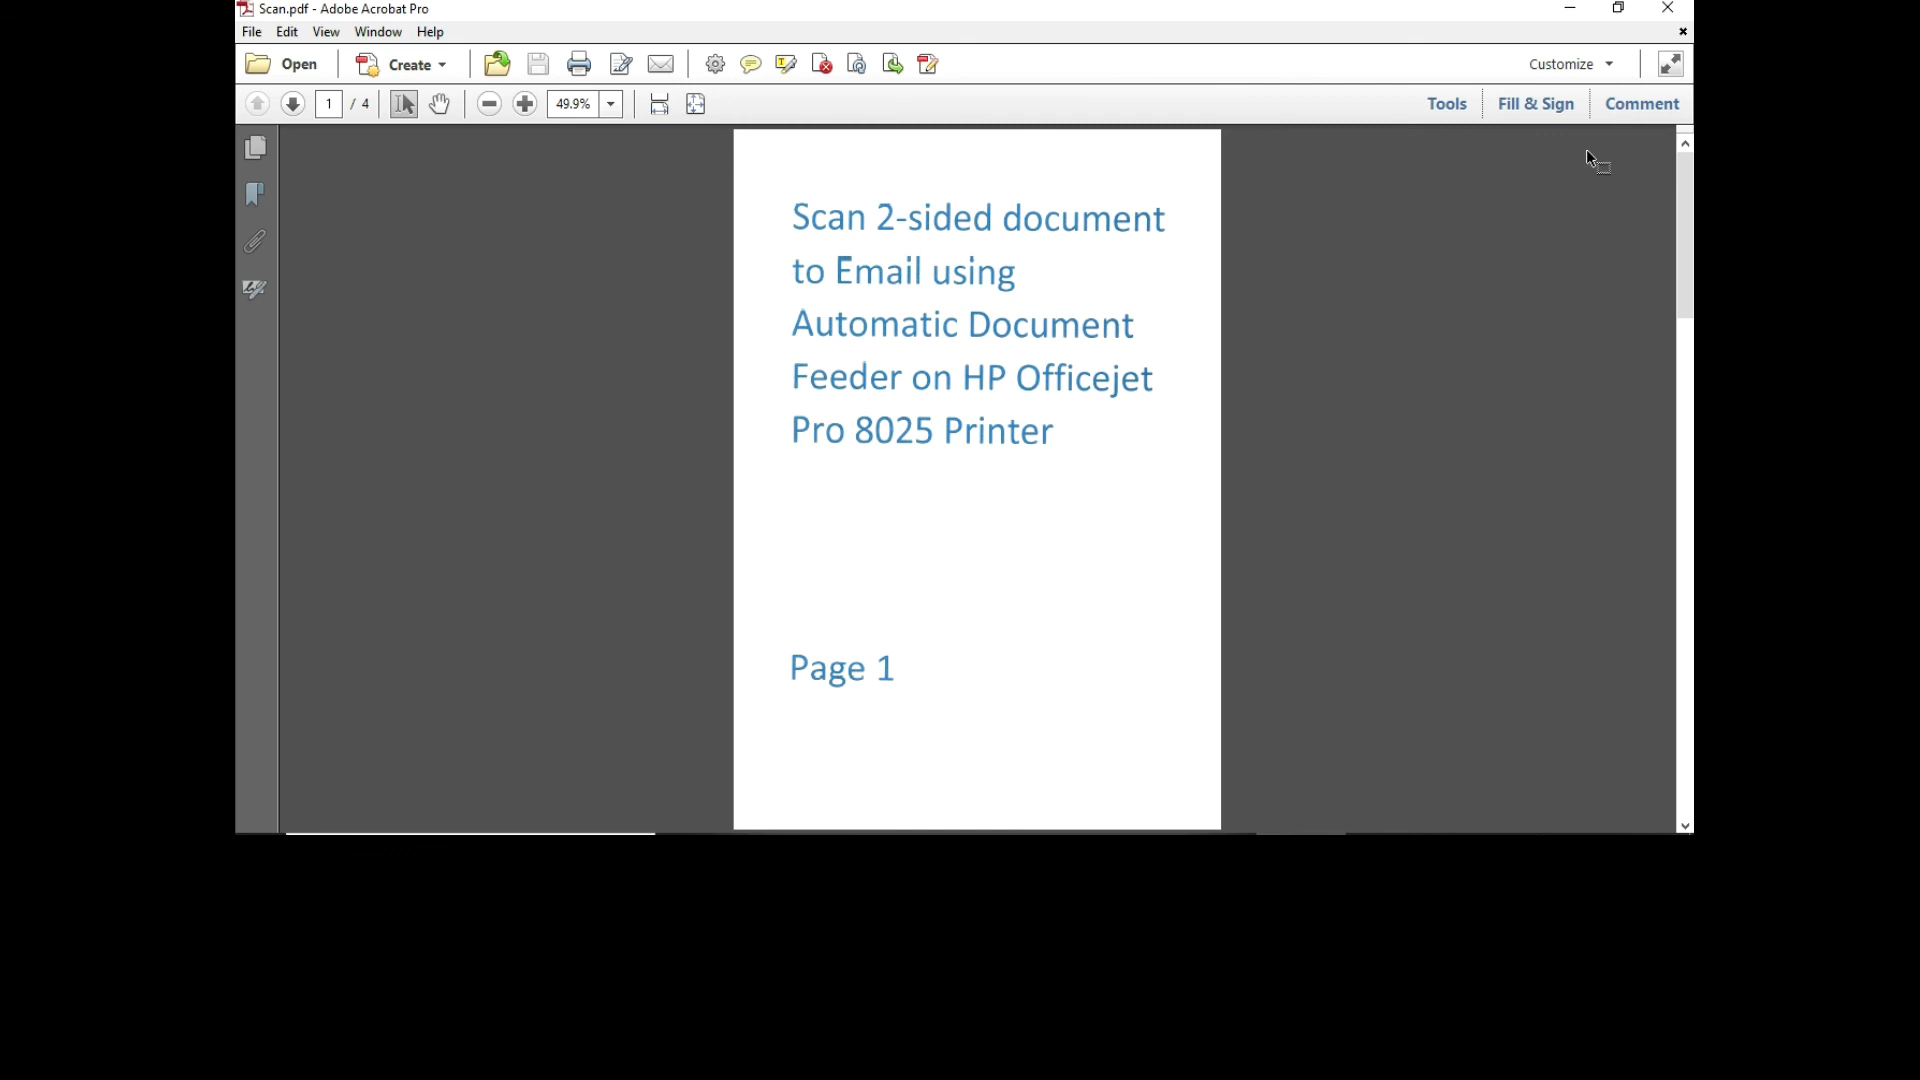 Scan.pdf - Adobe Acrobat Pro
File Edit View Window Help
Open Create Customize
1 / 4 49.9% Tools Fill & Sign Comment
Scan 2-sided document
to Email using
Automatic Document
Feeder on HP Officejet
Pro 8025 Printer
Page 1